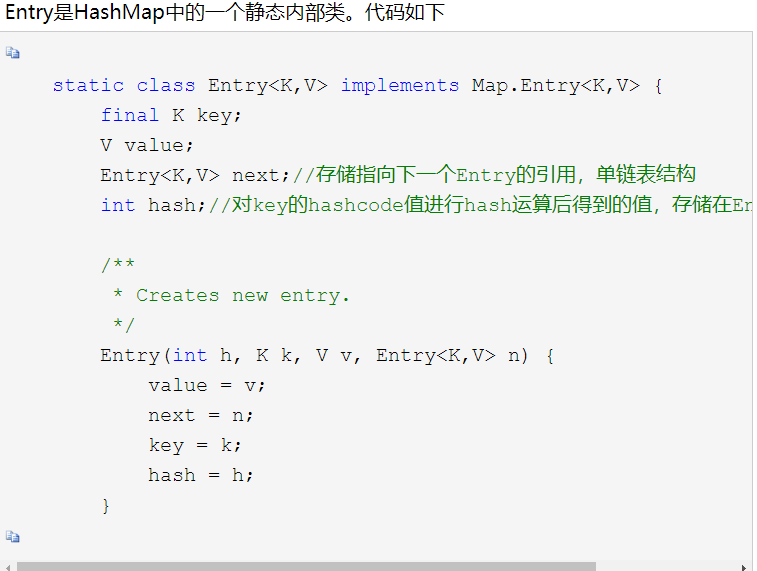 Entry是HashMap中的一个静态内部类。代码如下
static class Entry<K,V> implements Map.Entry<K,V> {
final K key;
V value;
Entry<K,V> next;//存储指向下一个Entry的引用，单链表结构
int hash;//对key的hashcode值进行hash运算后得到的值，存储在En
/**
* Creates new entry.
*/
Entry(int h, K k, V v, Entry<K,V> n) {
value = v;
next = n;
key = k;
hash = h;
}